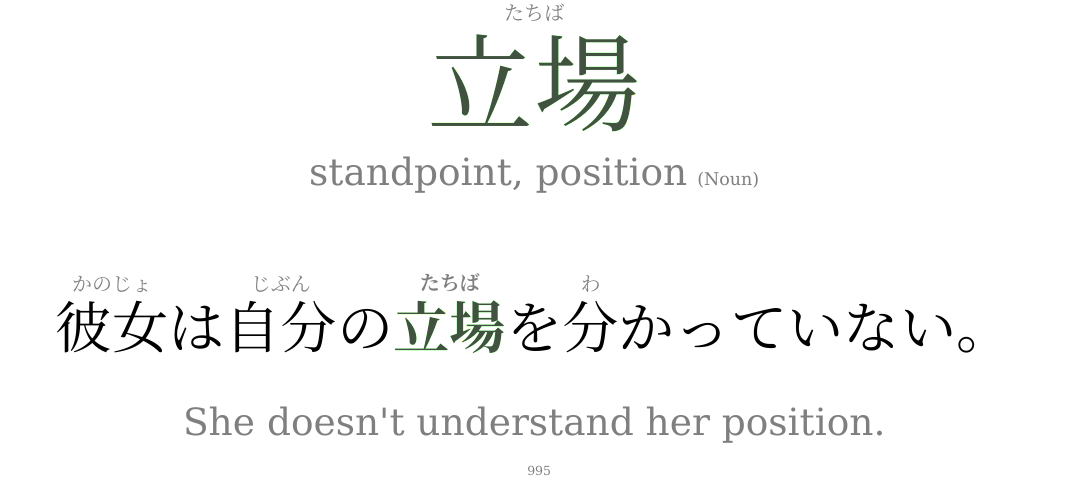 たちば
立場
standpoint, position (Noun)
かのじょ じぶん たちば わ
彼女は自分の立場を分かっていない。
She doesn't understand her position.
995